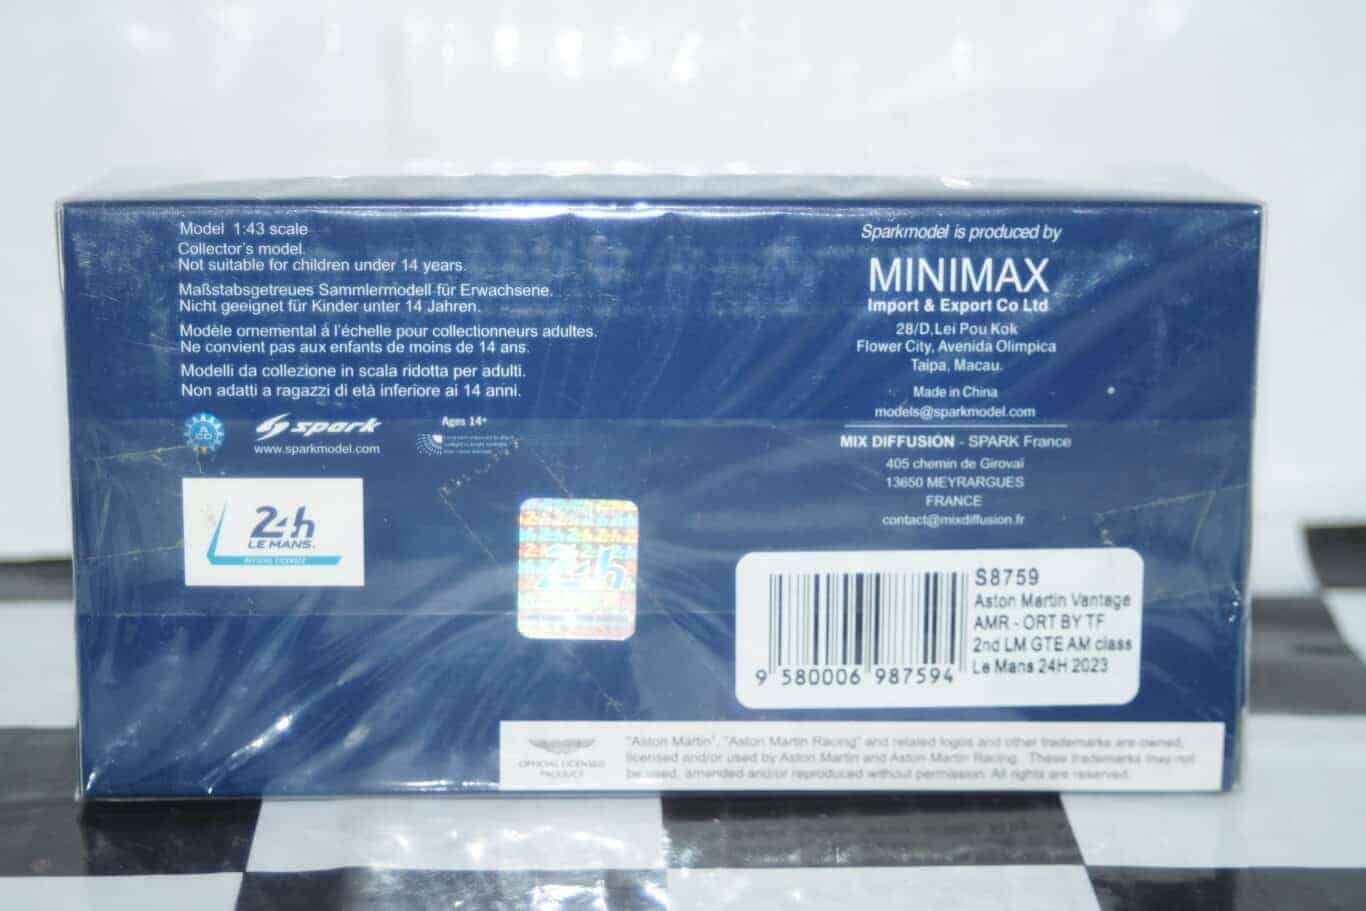 Model 1:43 scale
Collector's model.
Not suitable for children under 14 years.
Maßstabsgetreues Sammlermodell für Erwachsene.
Nicht geeignet für Kinder unter 14 Jahren.
Modèle ornemental á l'échelle pour collectionneurs adultes.
Ne convient pas aux enfants de moins de 14 ans.
Modelli da collezione in scala ridotta per adulti.
Non adatti a ragazzi di età inferiore ai 14 anni.
spark
www.sparkmodel.com
Ages 14+
24h
LE MANS.
OFFICIAL LICENSEE
24h
Sparkmodel is produced by
MINIMAX
Import & Export Co Ltd
28/D, Lei Pou Kok
Flower City, Avenida Olimpica
Taipa, Macau.
Made in China
models@sparkmodel.com
MIX DIFFUSION - SPARK France
405 chemin de Girovai
13650 MEYRARGUES
FRANCE
contact@mixdiffusion.fr
S8759
Aston Martin Vantage
AMR - ORT BY TF
2nd LM GTE AM class
Le Mans 24H 2023
9 580006 987594
OFFICIAL LICENSED
PRODUCT
"Aston Martin", "Aston Martin Racing" and related logos and other trademarks are owned,
licensed and/or used by Aston Martin and Aston Martin Racing. These trademarks may not
be used, amended and/or reproduced without permission. All rights are reserved.